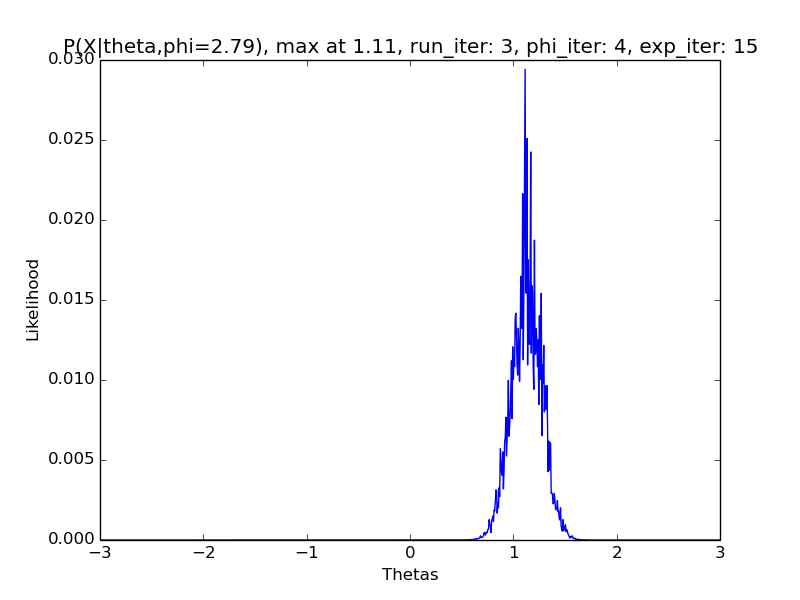 P(X|theta,phi=2.79), max at 1.11, run_iter: 3, phi_iter: 4, exp_iter: 15
0.030
0.025
0.020
0.015
0.010
0.005
0.000
Likelihood
−3 −2 −1 0 1 2 3
Thetas